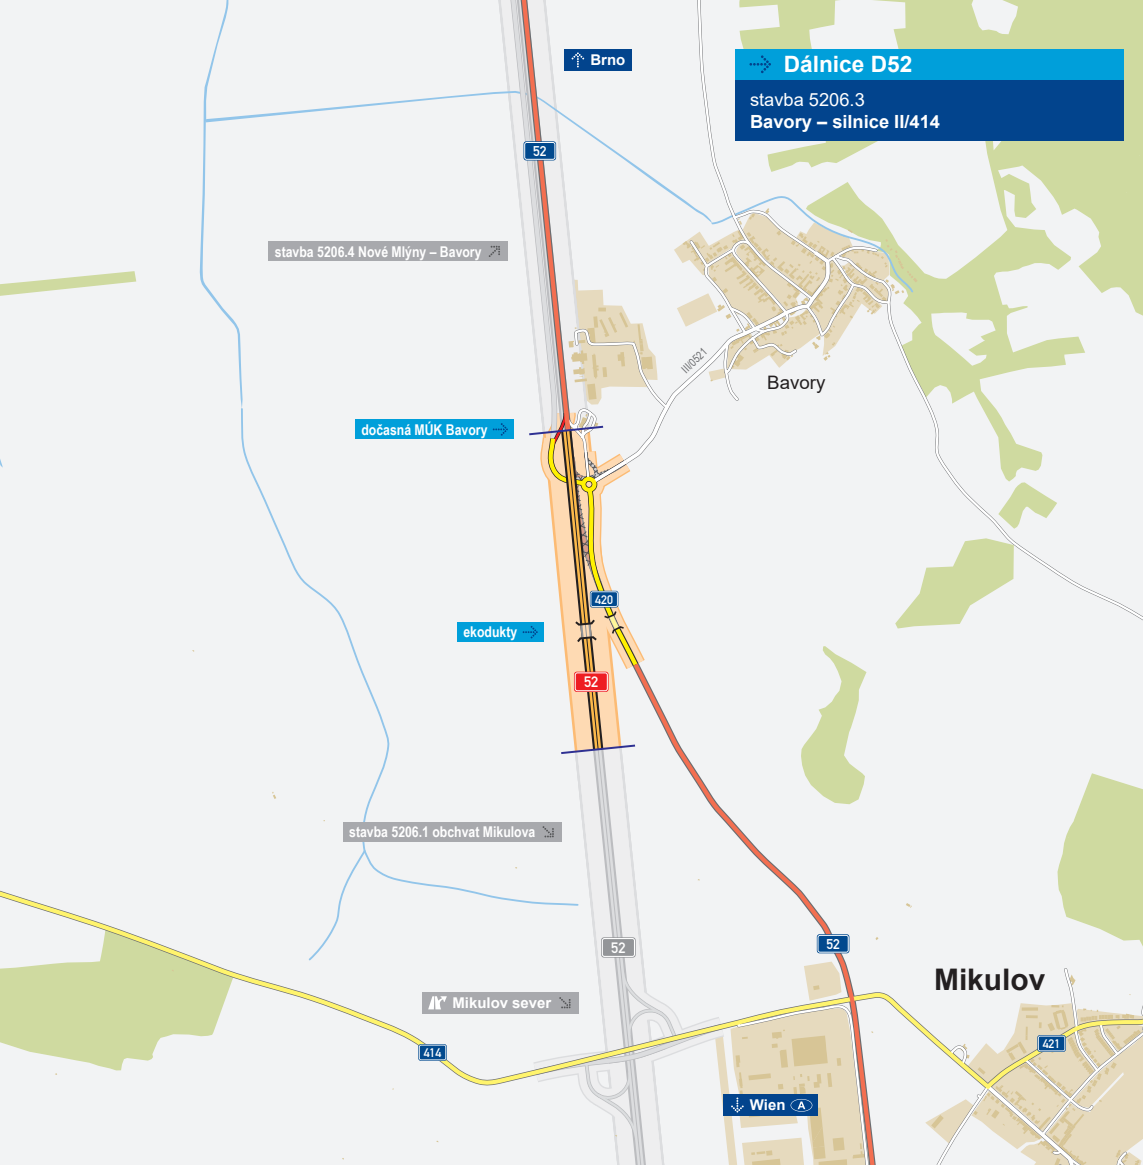 Brno
Dálnice D52
stavba 5206.3
Bavory – silnice II/414
52
stavba 5206.4 Nové Mlýny – Bavory
III/0521
Bavory
dočasná MÚK Bavory
420
ekodukty
52
stavba 5206.1 obchvat Mikulova
52
52
Mikulov
Mikulov sever
414
421
Wien A